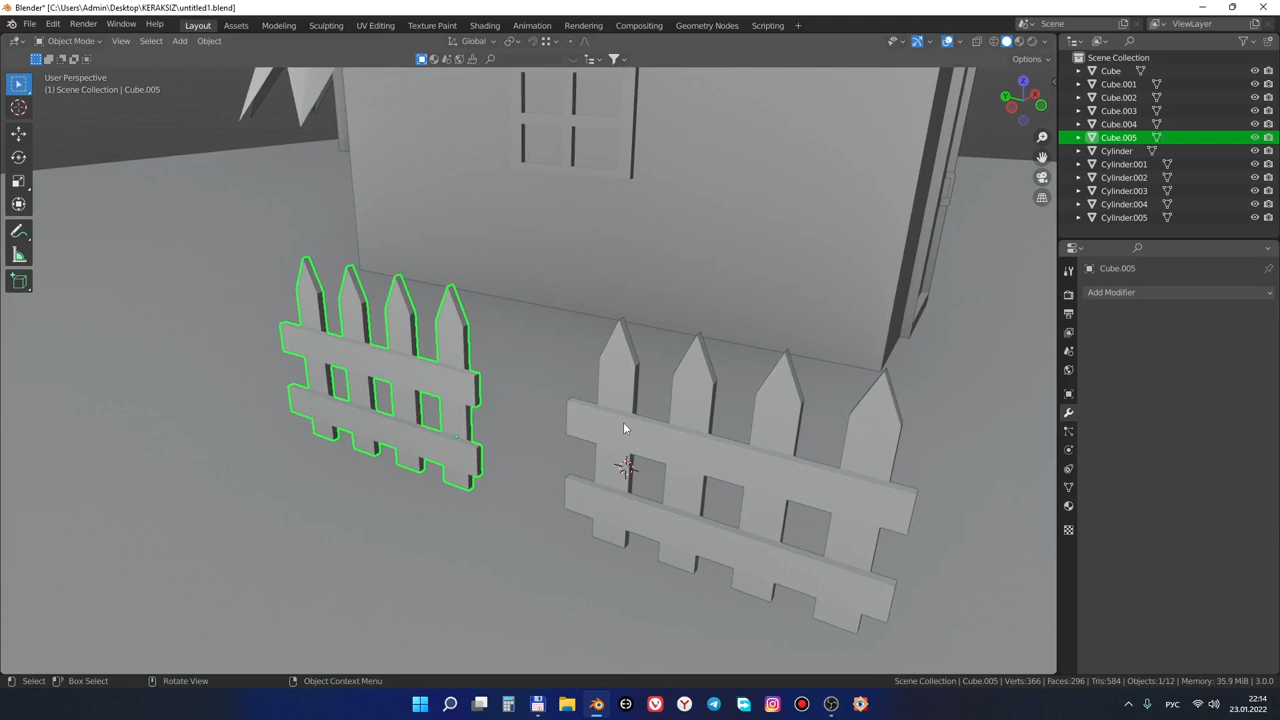 Blender* [C:\Users\Admin\Desktop\KERAKSIZ\untitled1.blend]
File Edit Render Window Help Layout Assets Modeling Sculpting UV Editing Texture Paint Shading Animation Rendering Compositing Geometry Nodes Scripting Scene ViewLayer
Object Mode View Select Add Object Global
Options
User Perspective
(1) Scene Collection | Cube.005
Z
Y
X
Scene Collection
Cube
Cube.001
Cube.002
Cube.003
Cube.004
Cube.005
Cylinder
Cylinder.001
Cylinder.002
Cylinder.003
Cylinder.004
Cylinder.005
Cube.005
Add Modifier
Select Box Select Rotate View Object Context Menu Scene Collection | Cube.005 | Verts:366 | Faces:296 | Tris:584 | Objects:1/12 | Memory: 35.9 MiB | 3.0.0
РУС
22:14
23.01.2022